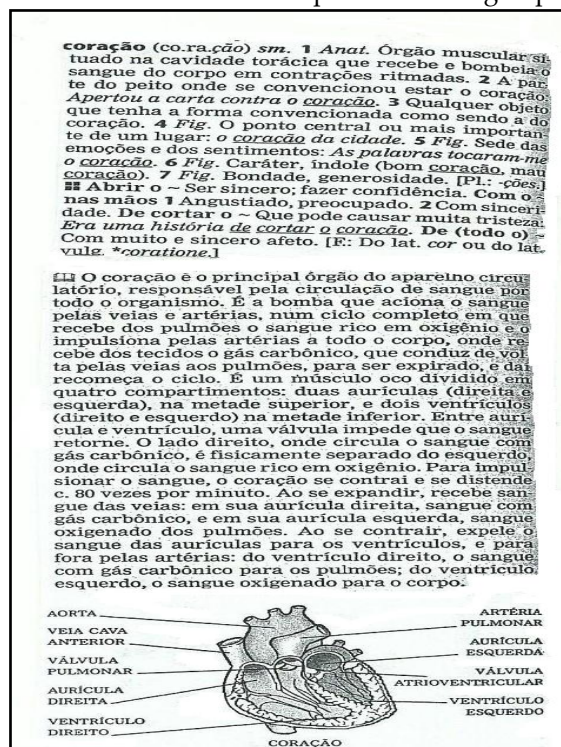 coração (co.ra.ção) sm. 1 Anat. Órgão muscular si
tuado na cavidade torácica que recebe e bombeia o
sangue do corpo em contrações ritmadas. 2 A par
te do peito onde se convencionou estar o coração:
Apertou a carta contra o coração. 3 Qualquer objeto
que tenha a forma convencionada como sendo a do
coração. 4 Fig. O ponto central ou mais importan
te de um lugar: o coração da cidade. 5 Fig. Sede das
emoções e dos sentimentos: As palavras tocaram-me
o coração. 6 Fig. Caráter, índole (bom coração, mau
coração). 7 Fig. Bondade, generosidade. [Pl.: -ções.]
Abrir o ~ Ser sincero; fazer confidência. Com o
nas mãos 1 Angustiado, preocupado. 2 Com sinceri
dade. De cortar o ~ Que pode causar muita tristeza:
Era uma história de cortar o coração. De (todo o) ~
Com muito e sincero afeto. [F.: Do lat. cor ou do lat.
vulg. *coratione.]
O coração é o principal órgão do aparelho circu
latório, responsável pela circulação de sangue por
todo o organismo. É a bomba que aciona o sangue
pelas veias e artérias, num ciclo completo em que
recebe dos pulmões o sangue rico em oxigênio e o
impulsiona pelas artérias a todo o corpo, onde re
cebe dos tecidos o gás carbônico, que conduz de vol
ta pelas veias aos pulmões, para ser expirado, e daí
recomeça o ciclo. É um músculo oco dividido em
quatro compartimentos: duas aurículas (direita e
esquerda), na metade superior, e dois ventrículos
(direito e esquerdo) na metade inferior. Entre aurí
cula e ventrículo, uma válvula impede que o sangue
retorne. O lado direito, onde circula o sangue com
gás carbônico, é fisicamente separado do esquerdo,
onde circula o sangue rico em oxigênio. Para impul
sionar o sangue, o coração se contrai e se distende
c. 80 vezes por minuto. Ao se expandir, recebe san
gue das veias: em sua aurícula direita, sangue com
gás carbônico, e em sua aurícula esquerda, sangue
oxigenado dos pulmões. Ao se contrair, expele o
sangue das aurículas para os ventrículos, e para
fora pelas artérias: do ventrículo direito, o sangue
com gás carbônico para os pulmões; do ventrículo
esquerdo, o sangue oxigenado para o corpo.
AORTA
VEIA CAVA
ANTERIOR
VÁLVULA
PULMONAR
AURÍCULA
DIREITA
VENTRÍCULO
DIREITO
ARTÉRIA
PULMONAR
AURÍCULA
ESQUERDA
VÁLVULA
ATRIOVENTRICULAR
VENTRÍCULO
ESQUERDO
CORAÇÃO